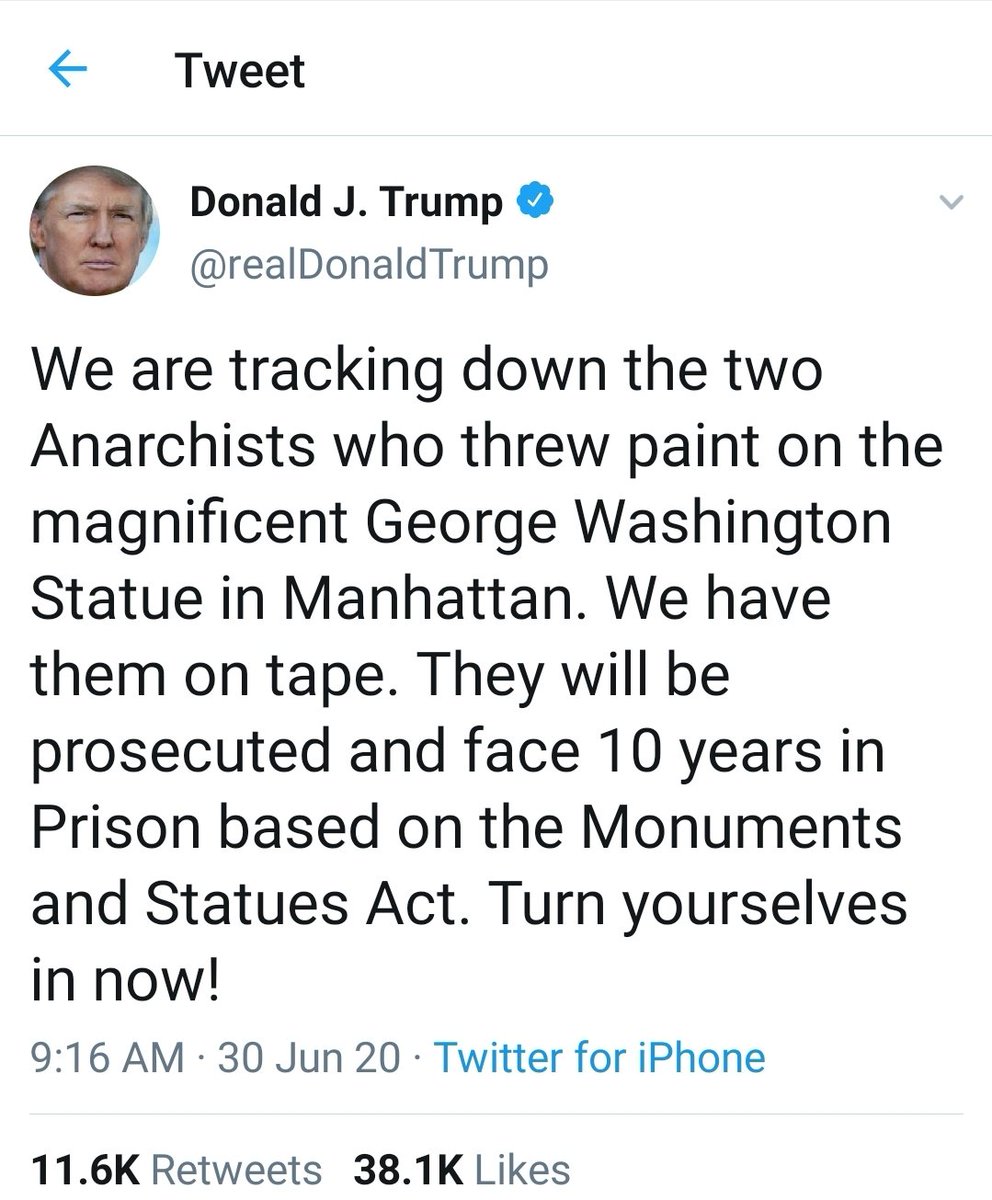 Tweet
Donald J. Trump
@realDonaldTrump
We are tracking down the two
Anarchists who threw paint on the
magnificent George Washington
Statue in Manhattan. We have
them on tape. They will be
prosecuted and face 10 years in
Prison based on the Monuments
and Statues Act. Turn yourselves
in now!
9:16 AM · 30 Jun 20 · Twitter for iPhone
11.6K Retweets 38.1K Likes